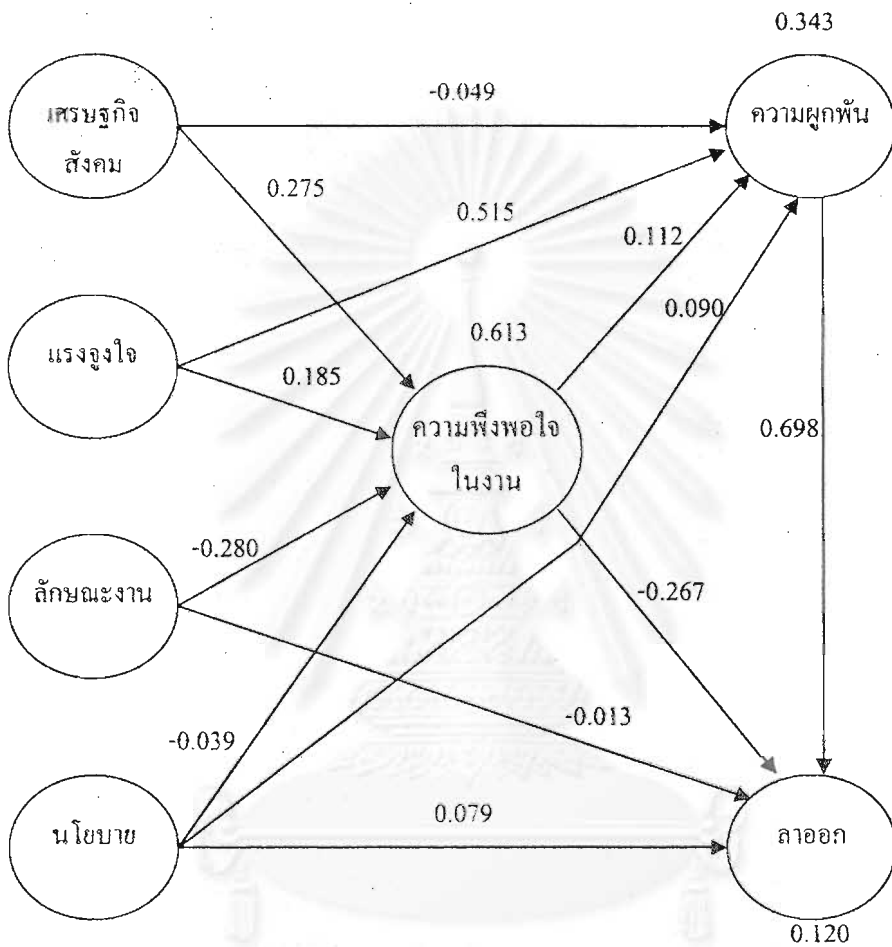 0.343
เศรษฐกิจ
สังคม
-0.049
ความผูกพัน
0.275
0.515
0.112
0.090
แรงจูงใจ
0.185
0.613
ความพึงพอใจ
ในงาน
0.698
ลักษณะงาน
-0.280
-0.267
-0.039
-0.013
นโยบาย
0.079
ลาออก
0.120